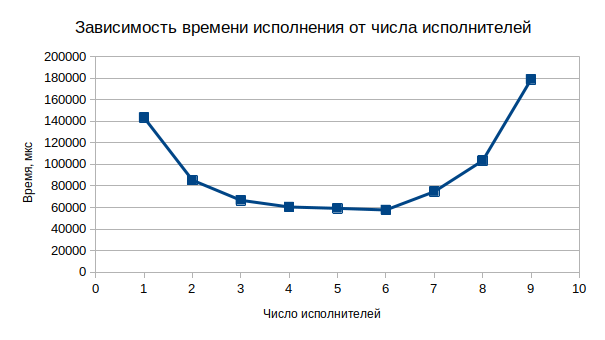 Зависимость времени исполнения от числа исполнителей
200000
180000
160000
140000
120000
100000
80000
60000
40000
20000
0
Время, мкс
0 1 2 3 4 5 6 7 8 9 10
Число исполнителей